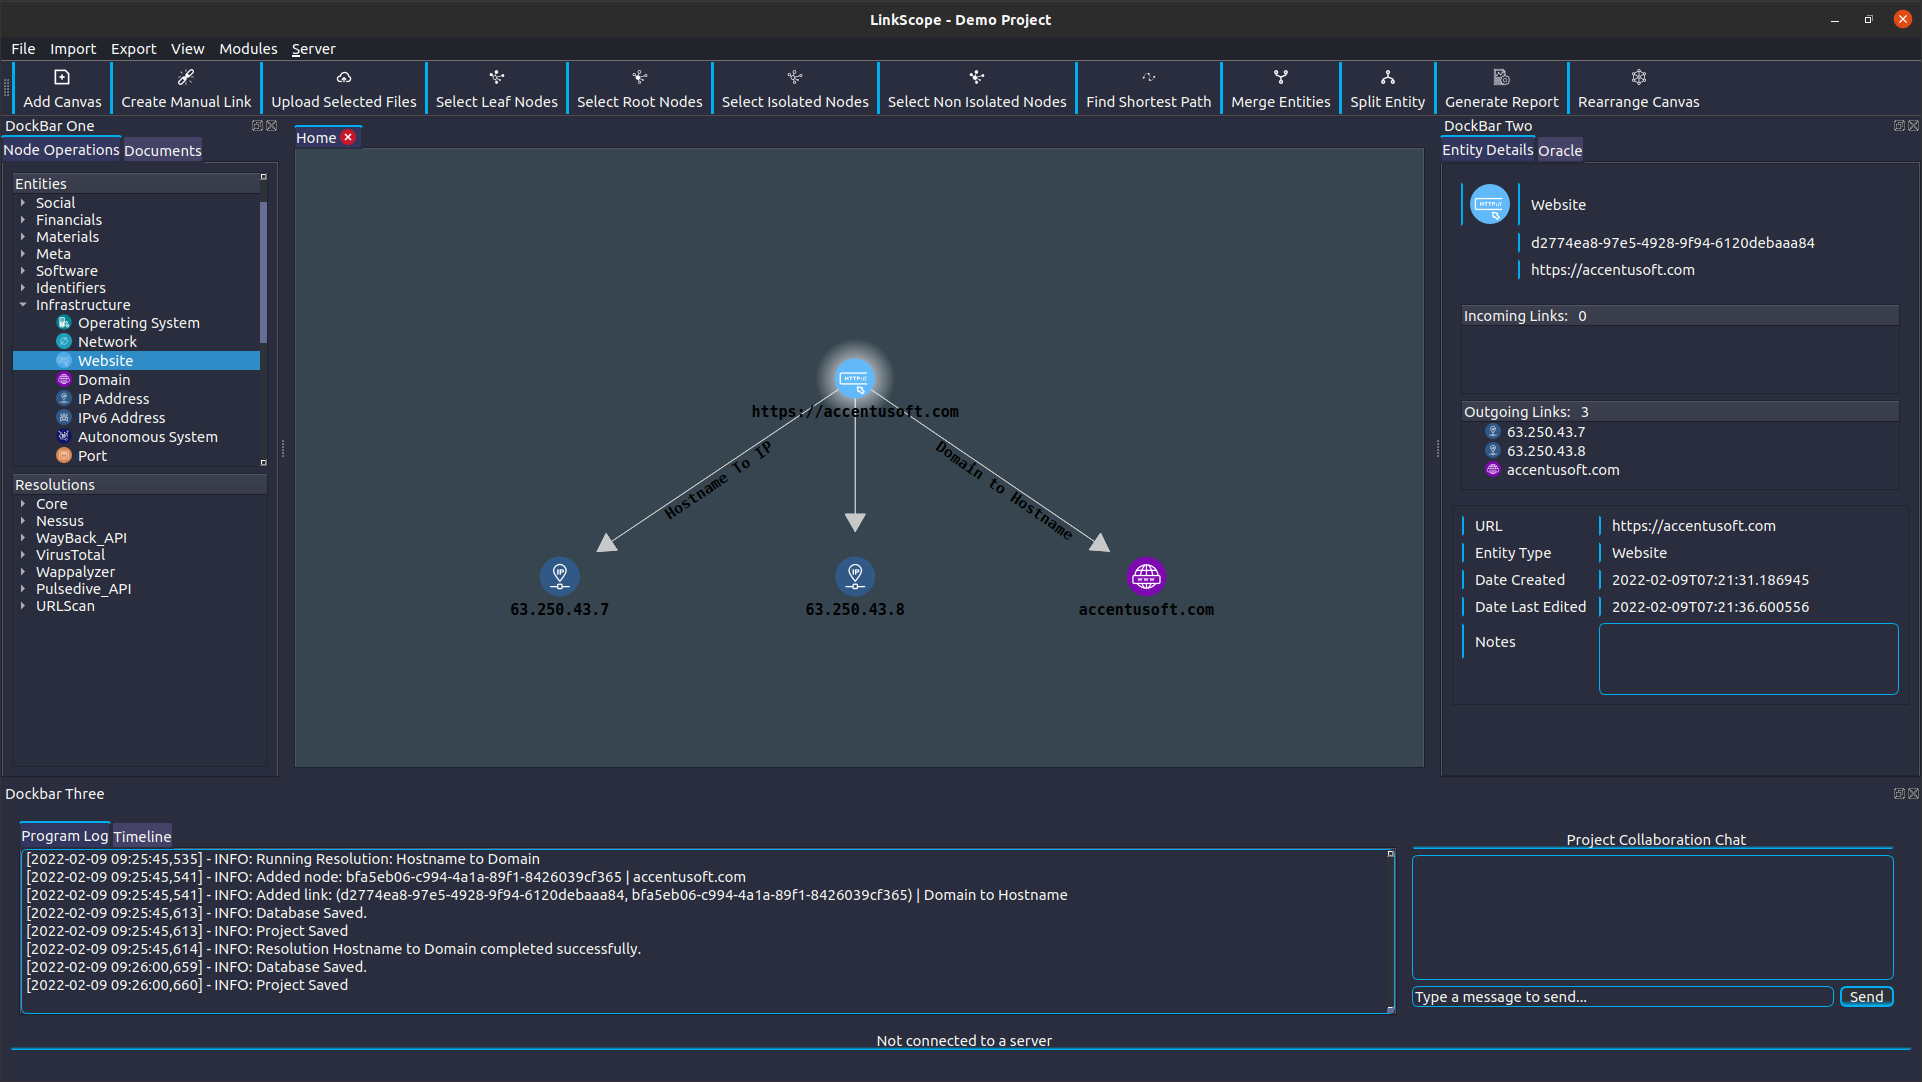 LinkScope - Demo Project
File Import Export View Modules Server
Add Canvas Create Manual Link Upload Selected Files Select Leaf Nodes Select Root Nodes Select Isolated Nodes Select Non Isolated Nodes Find Shortest Path Merge Entities Split Entity Generate Report Rearrange Canvas
DockBar One
Node Operations Documents
Entities
Social
Financials
Materials
Meta
Software
Identifiers
Infrastructure
Operating System
Network
Website
Domain
IP Address
IPv6 Address
Autonomous System
Port
Resolutions
Core
Nessus
WayBack_API
VirusTotal
Wappalyzer
Pulsedive_API
URLScan
Home
HTTP://
https://accentusoft.com
Hostname To IP
Domain to Hostname
IP
IP
WWW
63.250.43.7
63.250.43.8
accentusoft.com
DockBar Two
Entity Details Oracle
HTTP://
Website
d2774ea8-97e5-4928-9f94-6120debaaa84
https://accentusoft.com
Incoming Links: 0
Outgoing Links: 3
63.250.43.7
63.250.43.8
accentusoft.com
URL https://accentusoft.com
Entity Type Website
Date Created 2022-02-09T07:21:31.186945
Date Last Edited 2022-02-09T07:21:36.600556
Notes
Dockbar Three
Program Log Timeline
[2022-02-09 09:25:45,535] - INFO: Running Resolution: Hostname to Domain
[2022-02-09 09:25:45,541] - INFO: Added node: bfa5eb06-c994-4a1a-89f1-8426039cf365 | accentusoft.com
[2022-02-09 09:25:45,541] - INFO: Added link: (d2774ea8-97e5-4928-9f94-6120debaaa84, bfa5eb06-c994-4a1a-89f1-8426039cf365) | Domain to Hostname
[2022-02-09 09:25:45,613] - INFO: Database Saved.
[2022-02-09 09:25:45,613] - INFO: Project Saved
[2022-02-09 09:25:45,614] - INFO: Resolution Hostname to Domain completed successfully.
[2022-02-09 09:26:00,659] - INFO: Database Saved.
[2022-02-09 09:26:00,660] - INFO: Project Saved
Project Collaboration Chat
Type a message to send...
Send
Not connected to a server